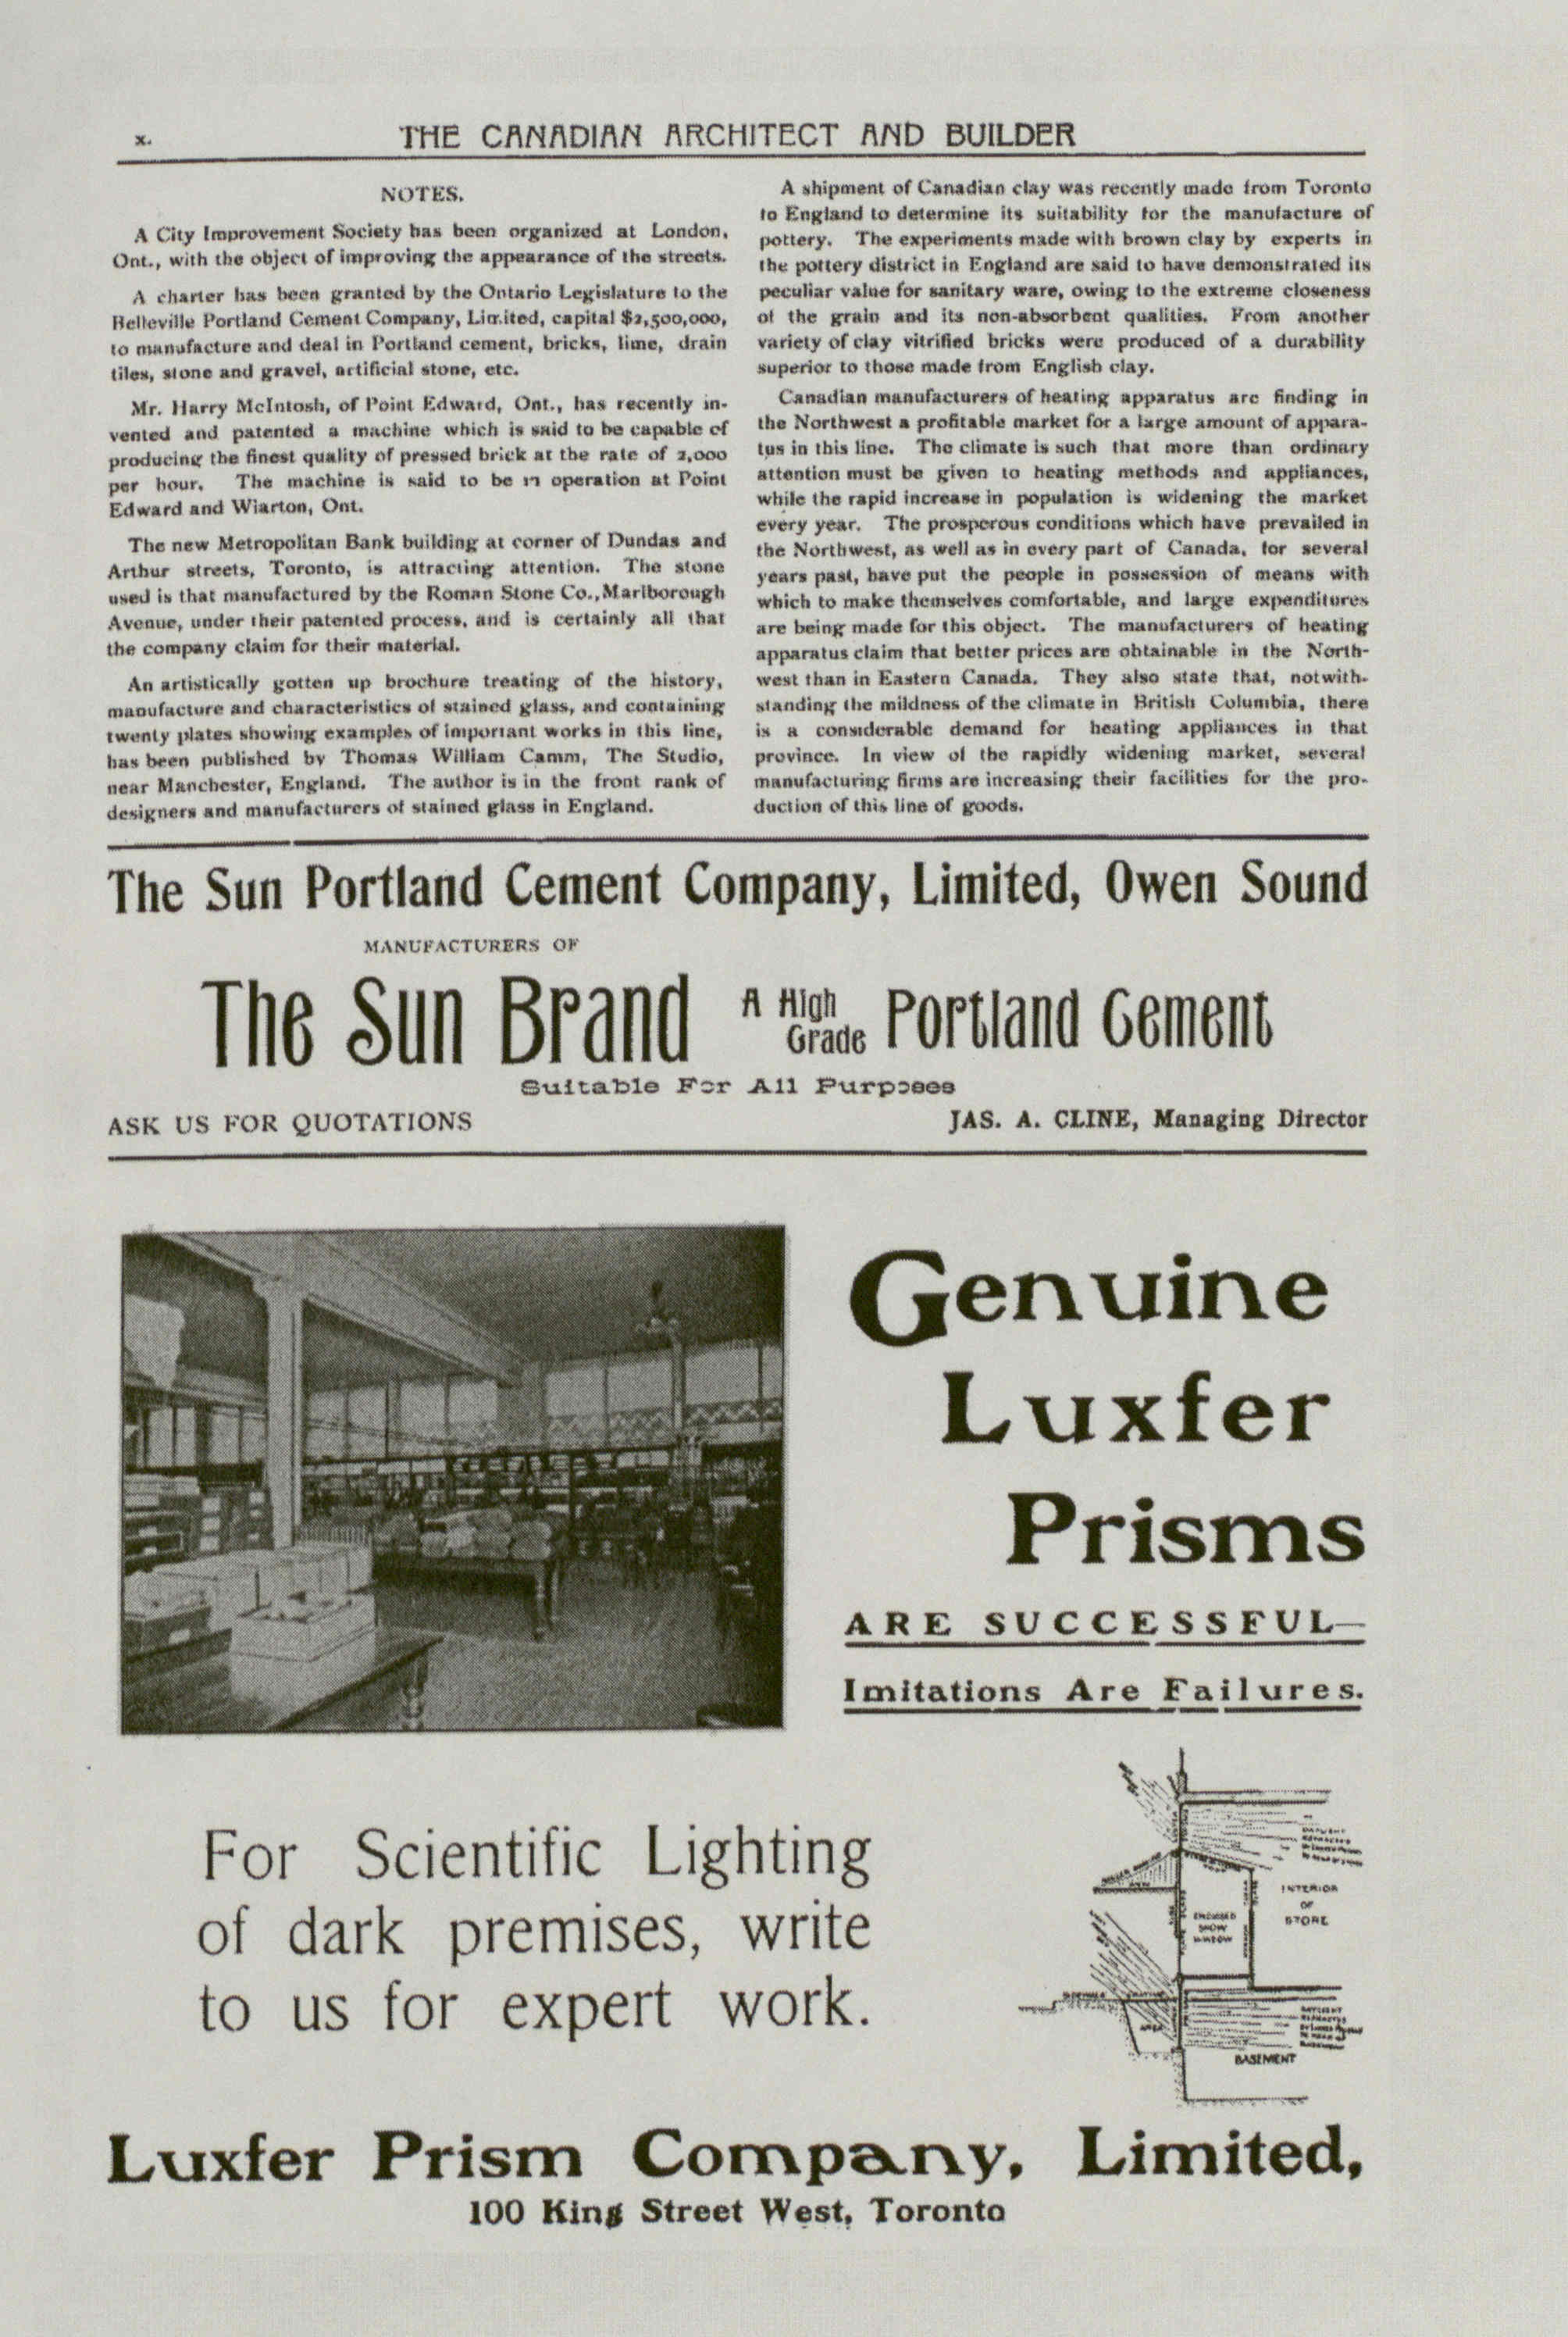 x.
THE CANADIAN ARCHITECT AND BUILDER
NOTES.
A City Improvement Society has been organized at London,
Ont., with the object of improving the appearance of the streets.
A charter has been granted by the Ontario Legislature to the
Belleville Portland Cement Company, Limited, capital $2,500,000,
to manufacture and deal in Portland cement, bricks, lime, drain
tiles, stone and gravel, artificial stone, etc.
Mr. Harry McIntosh, of Point Edward, Ont., has recently in-
vented and patented a machine which is said to be capable of
producing the finest quality of pressed brick at the rate of 2,000
per hour. The machine is said to be in operation at Point
Edward and Wiarton, Ont.
The new Metropolitan Bank building at corner of Dundas and
Arthur streets, Toronto, is attracting attention. The stone
used is that manufactured by the Roman Stone Co., Marlborough
Avenue, under their patented process, and is certainly all that
the company claim for their material.
An artistically gotten up brochure treating of the history,
manufacture and characteristics of stained glass, and containing
twenty plates showing examples of important works in this line,
has been published by Thomas William Camm, The Studio,
near Manchester, England. The author is in the front rank of
designers and manufacturers of stained glass in England.
A shipment of Canadian clay was recently made from Toronto
to England to determine its suitability for the manufacture of
pottery. The experiments made with brown clay by experts in
the pottery district in England are said to have demonstrated its
peculiar value for sanitary ware, owing to the extreme closeness
of the grain and its non-absorbent qualities. From another
variety of clay vitrified bricks were produced of a durability
superior to those made from English clay.
Canadian manufacturers of heating apparatus are finding in
the Northwest a profitable market for a large amount of appara-
tus in this line. The climate is such that more than ordinary
attention must be given to heating methods and appliances,
while the rapid increase in population is widening the market
every year. The prosperous conditions which have prevailed in
the Northwest, as well as in every part of Canada, for several
years past, have put the people in possession of means with
which to make themselves comfortable, and large expenditures
are being made for this object. The manufacturers of heating
apparatus claim that better prices are obtainable in the North-
west than in Eastern Canada. They also state that, notwith-
standing the mildness of the climate in British Columbia, there
is a considerable demand for heating appliances in that
province. In view of the rapidly widening market, several
manufacturing firms are increasing their facilities for the pro-
duction of this line of goods.
The Sun Portland Cement Company, Limited, Owen Sound
MANUFACTURERS OF
The Sun Brand A High Grade Portland Cement
Suitable For All Purposes
ASK US FOR QUOTATIONS
JAS. A. CLINE, Managing Director
Genuine
Luxfer
Prisms
ARE SUCCESSFUL—
Imitations Are Failures.
For Scientific Lighting
of dark premises, write
to us for expert work.
INTERIOR
OF
STORE
SHOW
WINDOW
AREA
BASEMENT
Luxfer Prism Company, Limited,
100 King Street West, Toronto